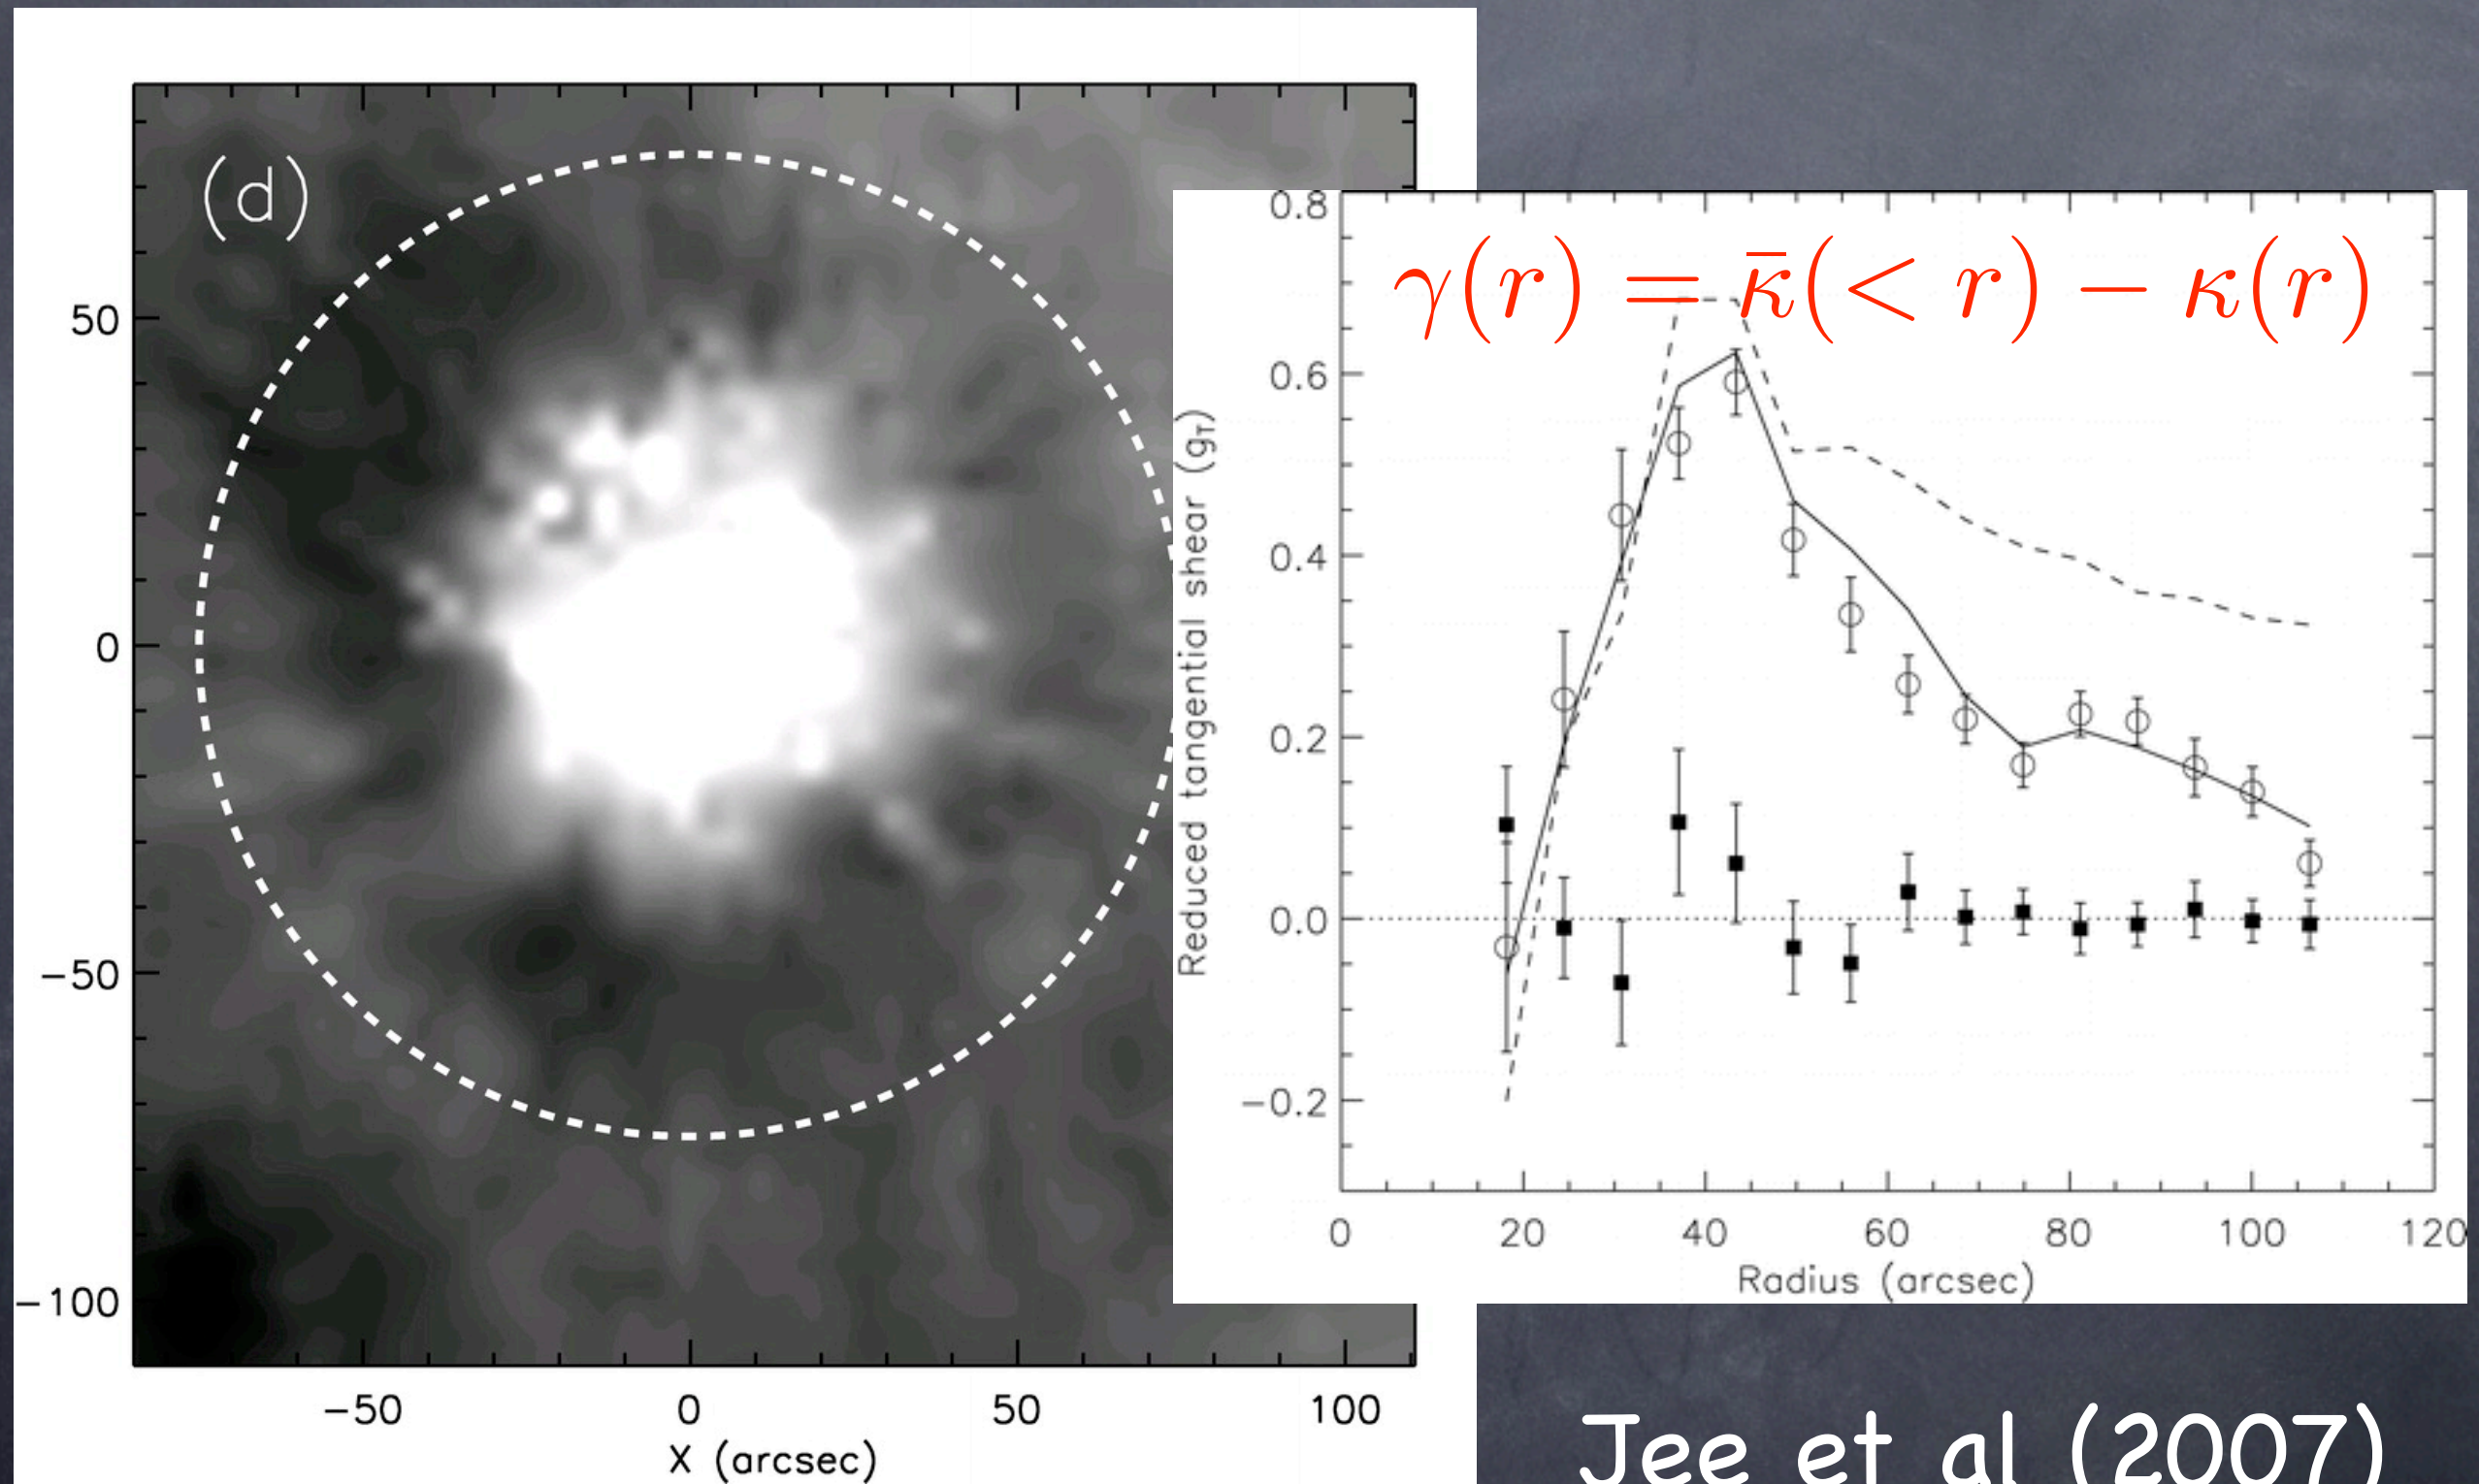 (d)
50
0
-50
-100
-50 0 50 100
X (arcsec)
γ(r) = κ̄(< r) − κ(r)
0.8
0.6
0.4
0.2
0.0
-0.2
Reduced tangential shear (gT)
0 20 40 60 80 100 120
Radius (arcsec)
Jee et al (2007)